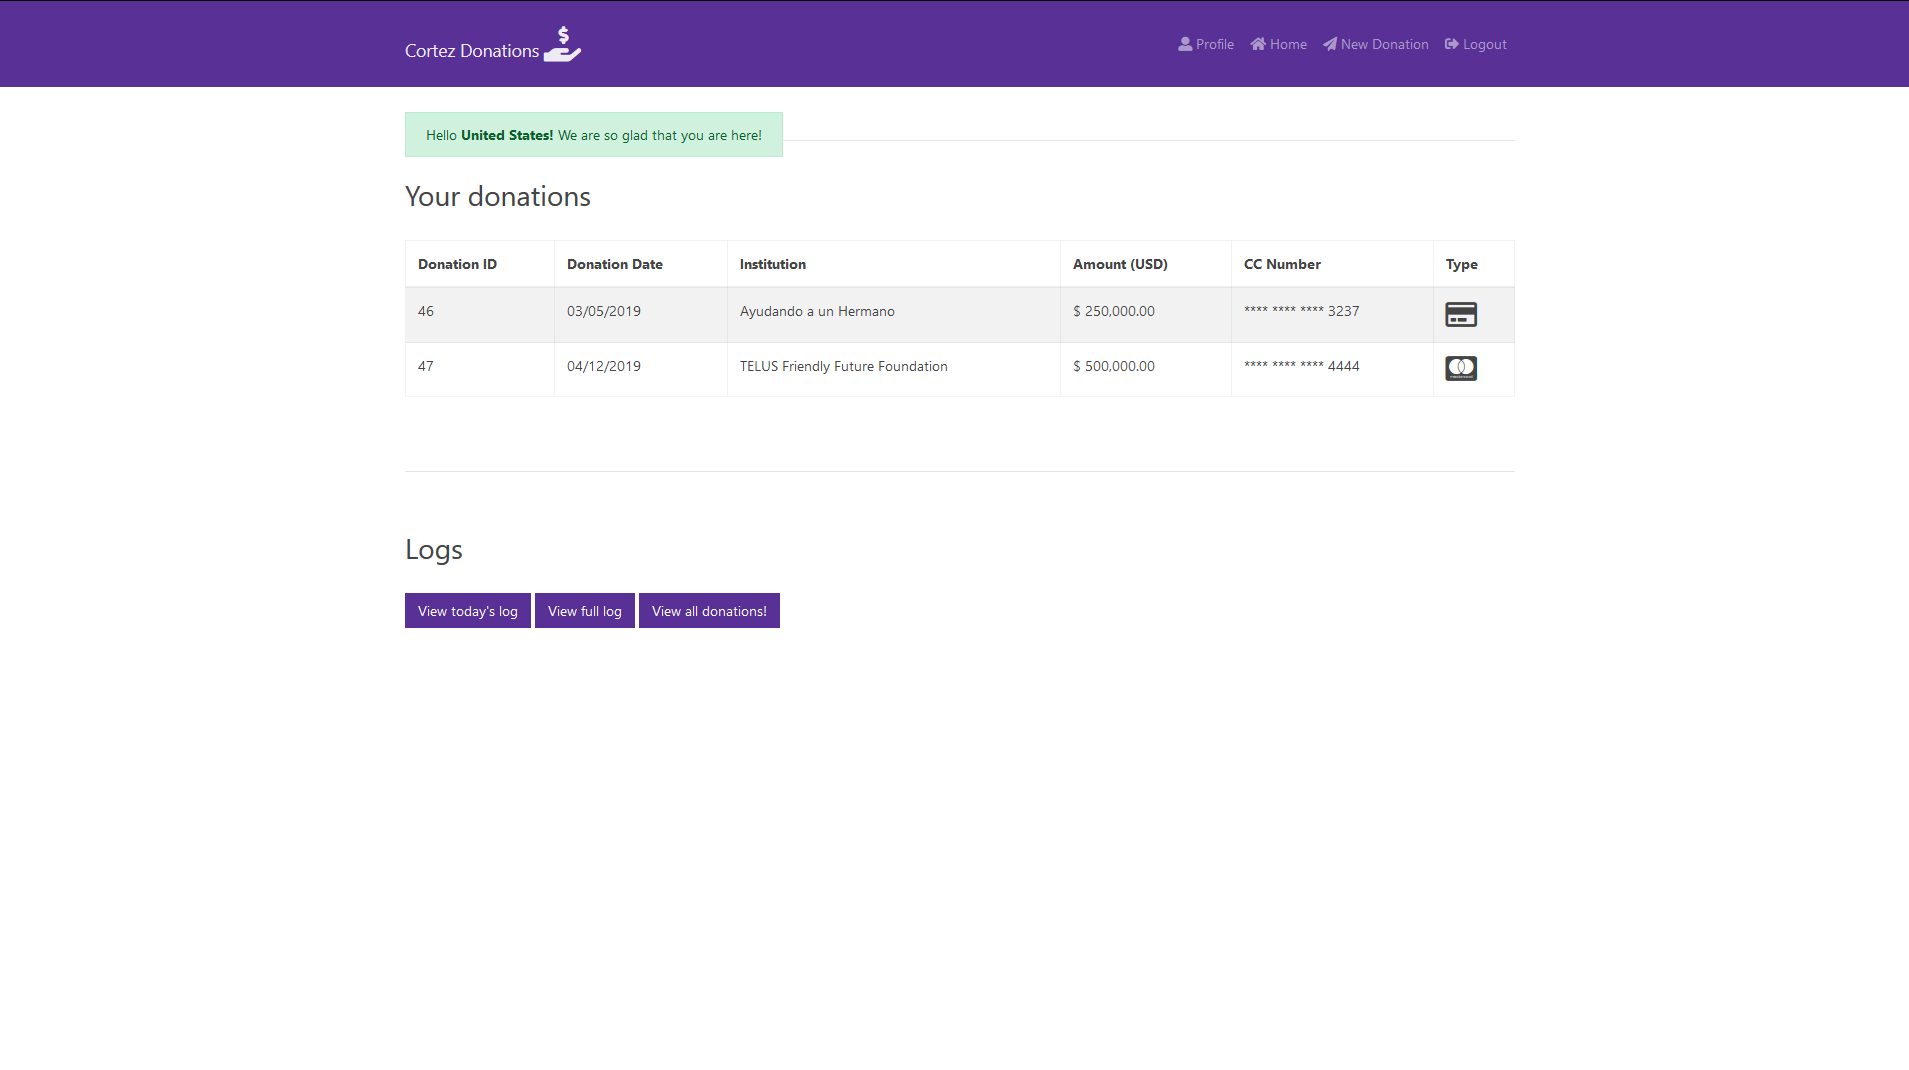 Cortez Donations
Profile Home New Donation Logout
Hello United States! We are so glad that you are here!
Your donations
Donation ID Donation Date Institution Amount (USD) CC Number Type
46 03/05/2019 Ayudando a un Hermano $ 250,000.00 **** **** **** 3237
47 04/12/2019 TELUS Friendly Future Foundation $ 500,000.00 **** **** **** 4444
Logs
View today's log View full log View all donations!